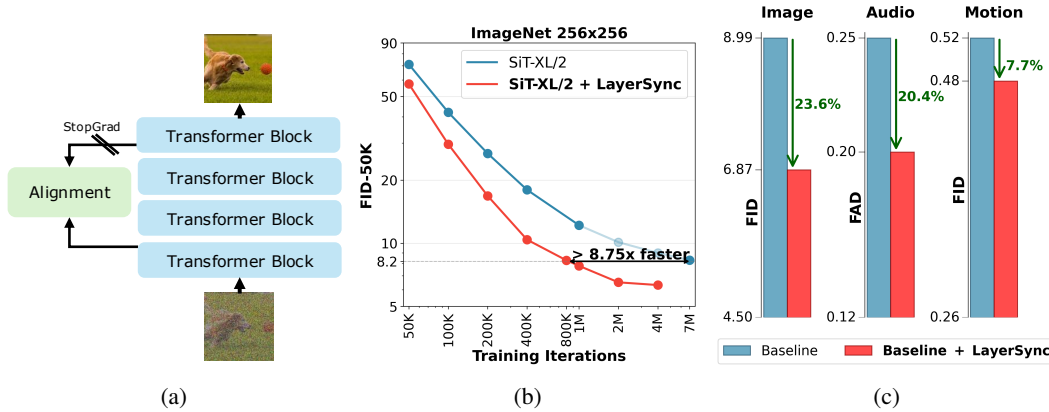 StopGrad
Alignment
Transformer Block
Transformer Block
Transformer Block
Transformer Block
(a)
ImageNet 256x256
SiT-XL/2
SiT-XL/2 + LayerSync
FID-50K
90
50
20
10
8.2
5
> 8.75x faster
50K
100K
200K
400K
800K
1M
2M
4M
7M
Training Iterations
(b)
Image
8.99
6.87
4.50
FID
23.6%
Audio
0.25
0.20
0.12
FAD
20.4%
Motion
0.52
0.48
0.26
FID
7.7%
Baseline
Baseline + LayerSync
(c)